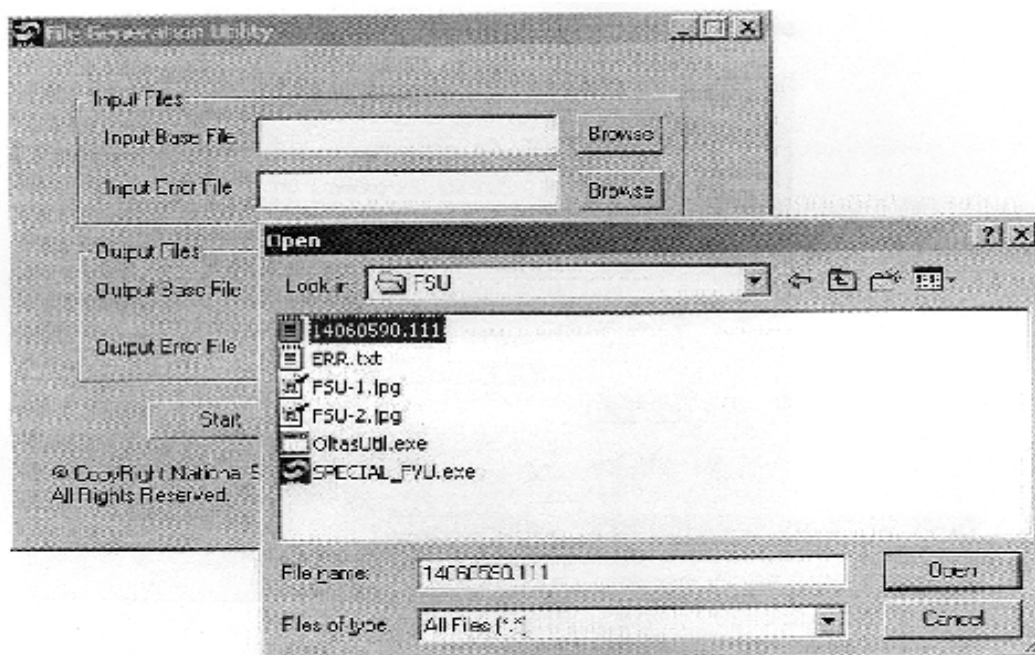 File Generation Utility
Input Files
Input Base File
Browse
Input Error File
Browse
Output Files
Output Base File
Output Error File
Start
© CopyRight National S
All Rights Reserved.
Open
Look in: FSU
14060590.111
ERR.txt
FSU-1.jpg
FSU-2.jpg
OltasUtil.exe
SPECIAL_FVU.exe
File name: 14060590.111
Open
Files of type: All Files (*.*)
Cancel